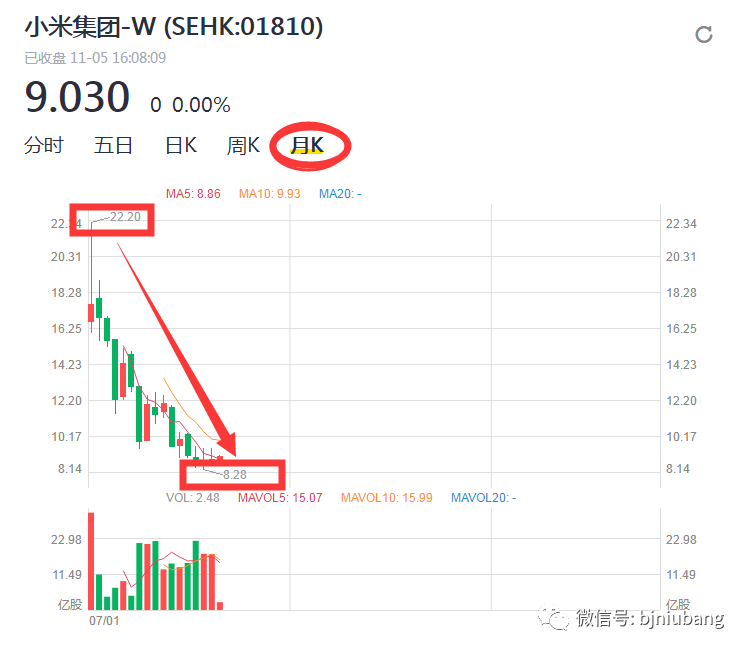 小米集团-W (SEHK:01810)
已收盘 11-05 16:08:09
9.030 0 0.00%
分时 五日 日K 周K 月K
MA5: 8.86 MA10: 9.93 MA20: -
22.34 22.20 22.34
20.31 20.31
18.28 18.28
16.25 16.25
14.23 14.23
12.20 12.20
10.17 10.17
8.14 8.28 8.14
VOL: 2.48 MAVOL5: 15.07 MAVOL10: 15.99 MAVOL20: -
22.98 22.98
11.49 11.49
亿股 亿股
07/01
微信号: bjniubang